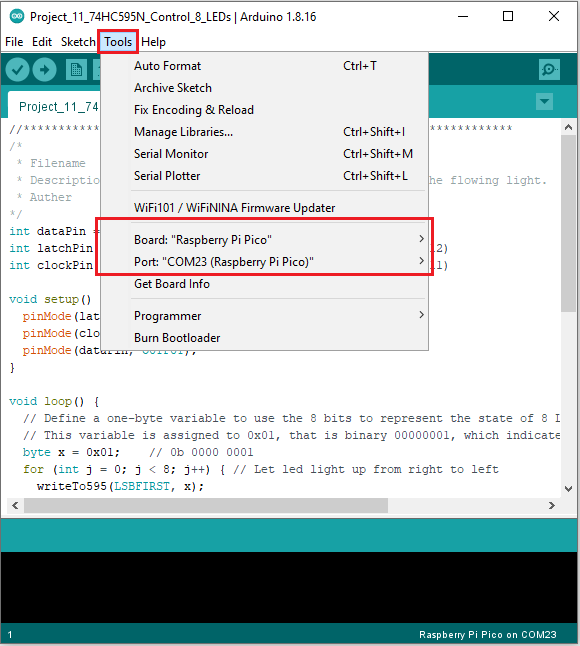 Project_11_74HC595N_Control_8_LEDs | Arduino 1.8.16
File Edit Sketch Tools Help
Auto Format Ctrl+T
Archive Sketch
Fix Encoding & Reload
Manage Libraries... Ctrl+Shift+I
Serial Monitor Ctrl+Shift+M
Serial Plotter Ctrl+Shift+L
WiFi101 / WiFiNINA Firmware Updater
Board: "Raspberry Pi Pico"
Port: "COM23 (Raspberry Pi Pico)"
Get Board Info
Programmer
Burn Bootloader
Project_11_74
//************************
/*
* Filename
* Descriptio he flowing light.
* Auther
*/
int dataPin =
int latchPin 2)
int clockPin 1)
void setup()
pinMode(lat
pinMode(clo
pinMode(dataPin, OUTPUT);
}
void loop() {
// Define a one-byte variable to use the 8 bits to represent the state of 8
// This variable is assigned to 0x01, that is binary 00000001, which indicate
byte x = 0x01; // 0b 0000 0001
for (int j = 0; j < 8; j++) { // Let led light up from right to left
writeTo595(LSBFIRST, x);
1 Raspberry Pi Pico on COM23